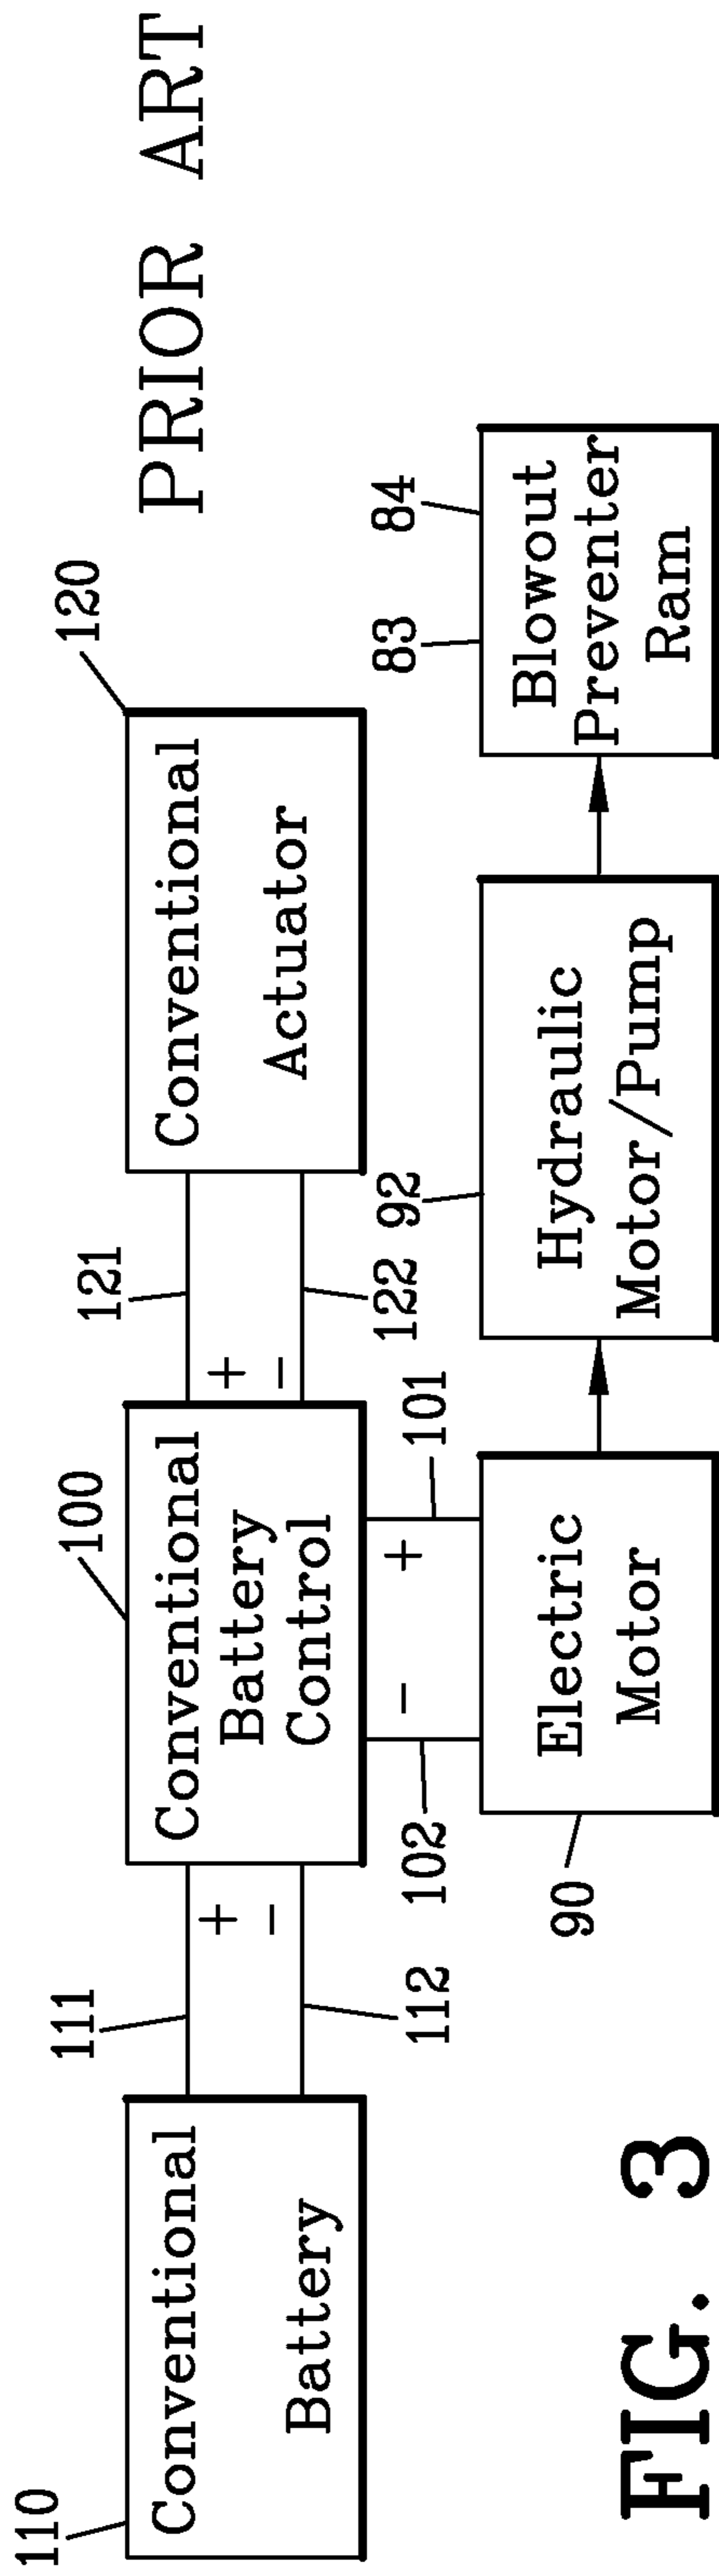 PRIOR ART
110
111
100
121
120
Conventional
Battery
+
-
112
Conventional
Battery
Control
+
-
122
Conventional
Actuator
102
-
+
101
92
83
84
90
Electric
Motor
Hydraulic
Motor/Pump
Blowout
Preventer
Ram
FIG. 3